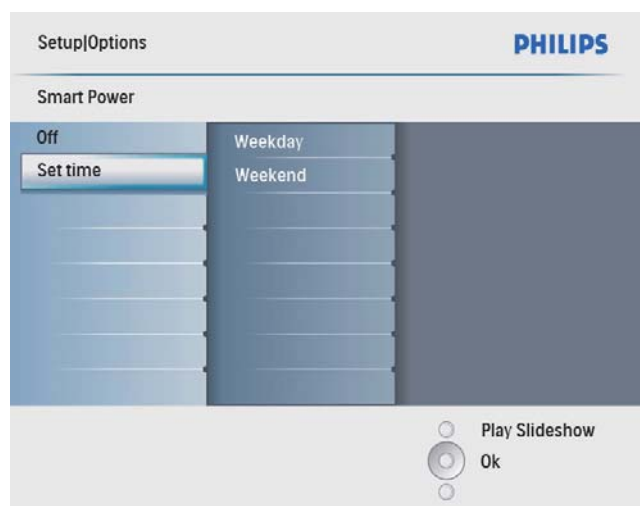 Setup|Options
PHILIPS
Smart Power
Off
Set time
Weekday
Weekend
Play Slideshow
Ok